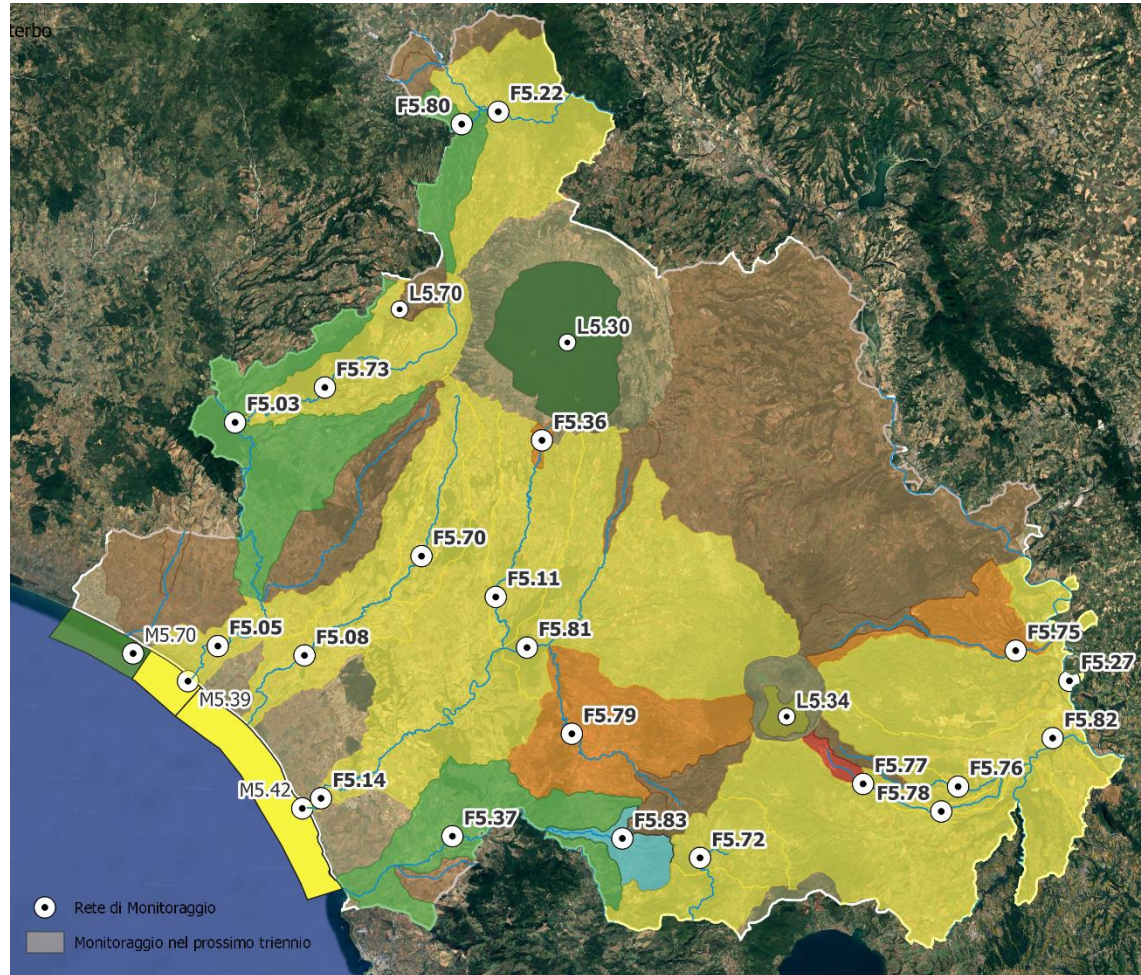 terbo
F5.80
F5.22
L5.70
L5.30
F5.73
F5.03
F5.36
F5.70
F5.11
M5.70
F5.05
F5.08
F5.81
F5.75
F5.27
M5.39
L5.34
F5.79
F5.82
F5.77
F5.76
M5.42
F5.14
F5.78
F5.37
F5.83
F5.72
Rete di Monitoraggio
Monitoraggio nel prossimo triennio